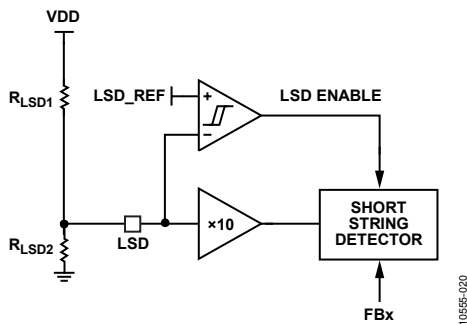 VDD
RLSD1
LSD_REF
+
–
LSD ENABLE
×10
SHORT
STRING
DETECTOR
LSD
RLSD2
FBx
10555-020